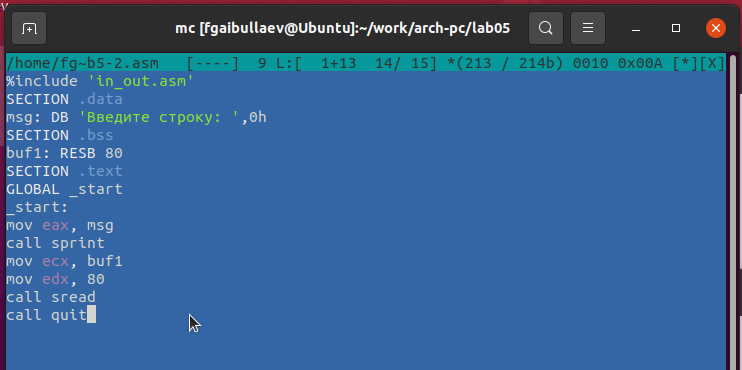 mc [fgaibullaev@Ubuntu]:~/work/arch-pc/lab05
/home/fg~b5-2.asm   [----]  9 L:[  1+13  14/ 15] *(213 / 214b) 0010 0x00A [*][X]
%include 'in_out.asm'
SECTION .data
msg: DB 'Введите строку: ',0h
SECTION .bss
buf1: RESB 80
SECTION .text
GLOBAL _start
_start:
mov eax, msg
call sprint
mov ecx, buf1
mov edx, 80
call sread
call quit